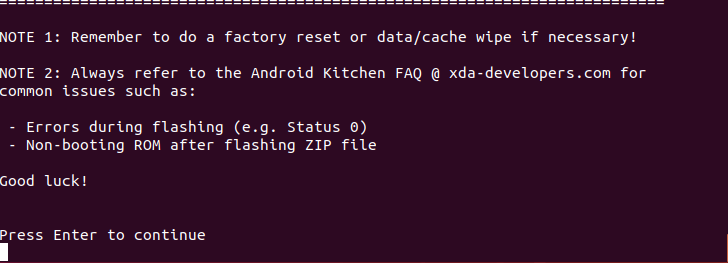 ==========================================================================
NOTE 1: Remember to do a factory reset or data/cache wipe if necessary!
NOTE 2: Always refer to the Android Kitchen FAQ @ xda-developers.com for
common issues such as:
- Errors during flashing (e.g. Status 0)
- Non-booting ROM after flashing ZIP file
Good luck!
Press Enter to continue